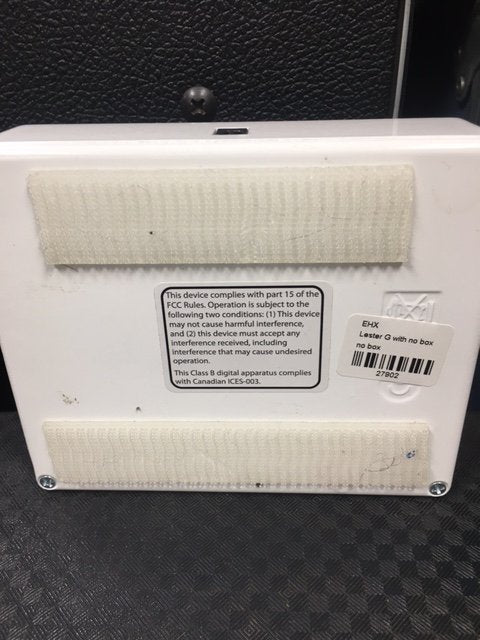 This device complies with part 15 of the
FCC Rules. Operation is subject to the
following two conditions: (1) This device
may not cause harmful interference,
and (2) this device must accept any
interference received, including
interference that may cause undesired
operation.
This Class B digital apparatus complies
with Canadian ICES-003.
EHX
Lester G with no box
no box
27902